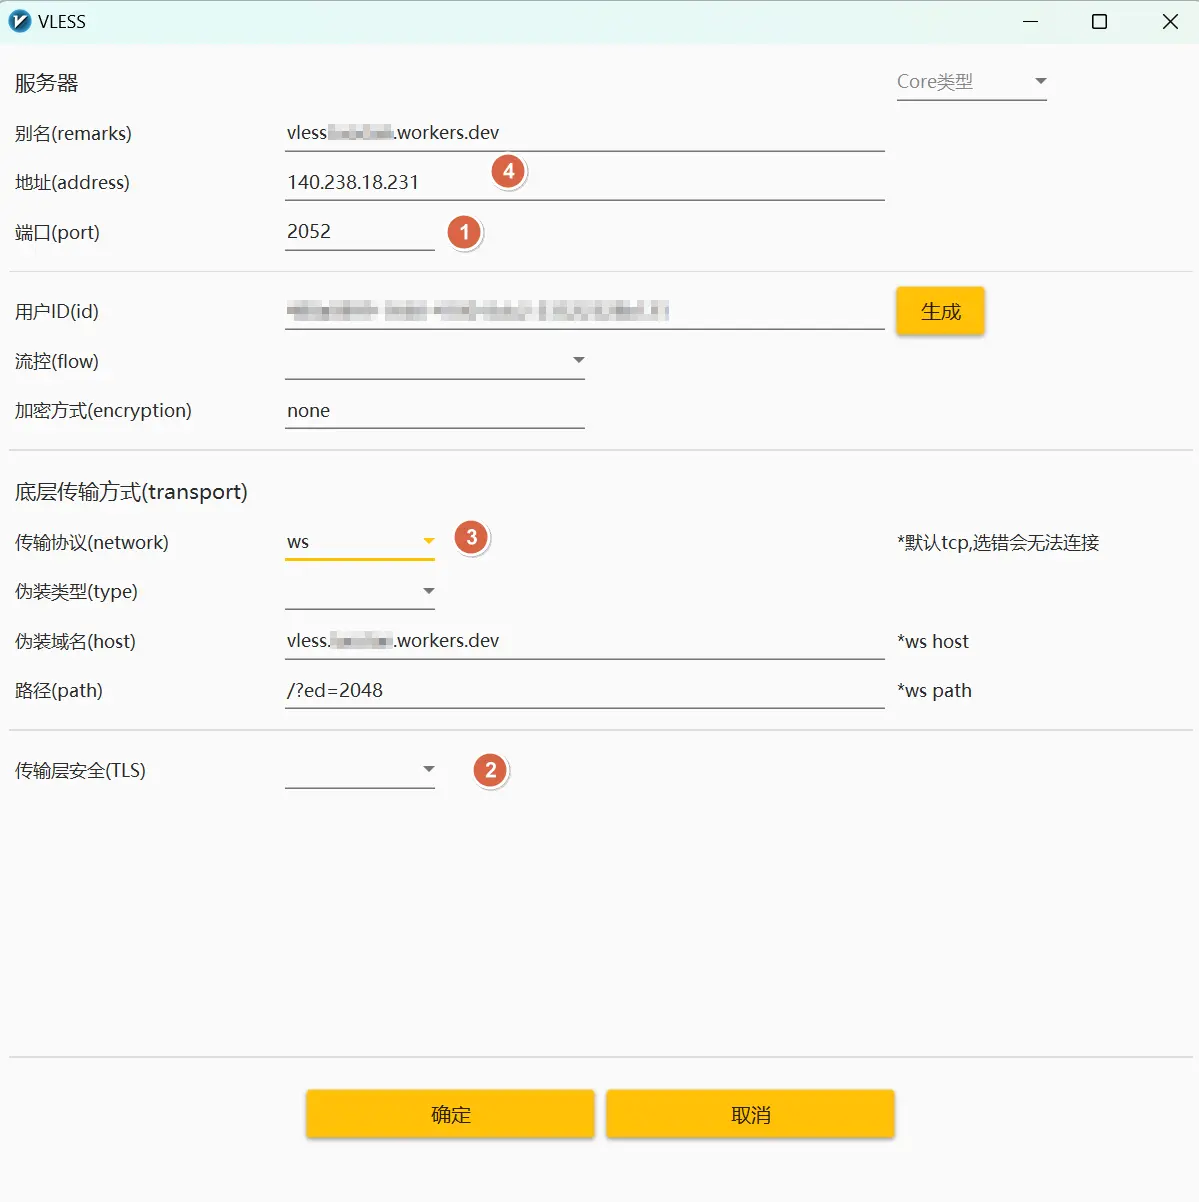 VLESS
服务器
Core类型
别名(remarks)
vless .workers.dev
地址(address)
140.238.18.231
4
端口(port)
2052
1
用户ID(id)
生成
流控(flow)
加密方式(encryption)
none
底层传输方式(transport)
传输协议(network)
ws
3
*默认tcp,选错会无法连接
伪装类型(type)
伪装域名(host)
vless. .workers.dev
*ws host
路径(path)
/?ed=2048
*ws path
传输层安全(TLS)
2
确定
取消